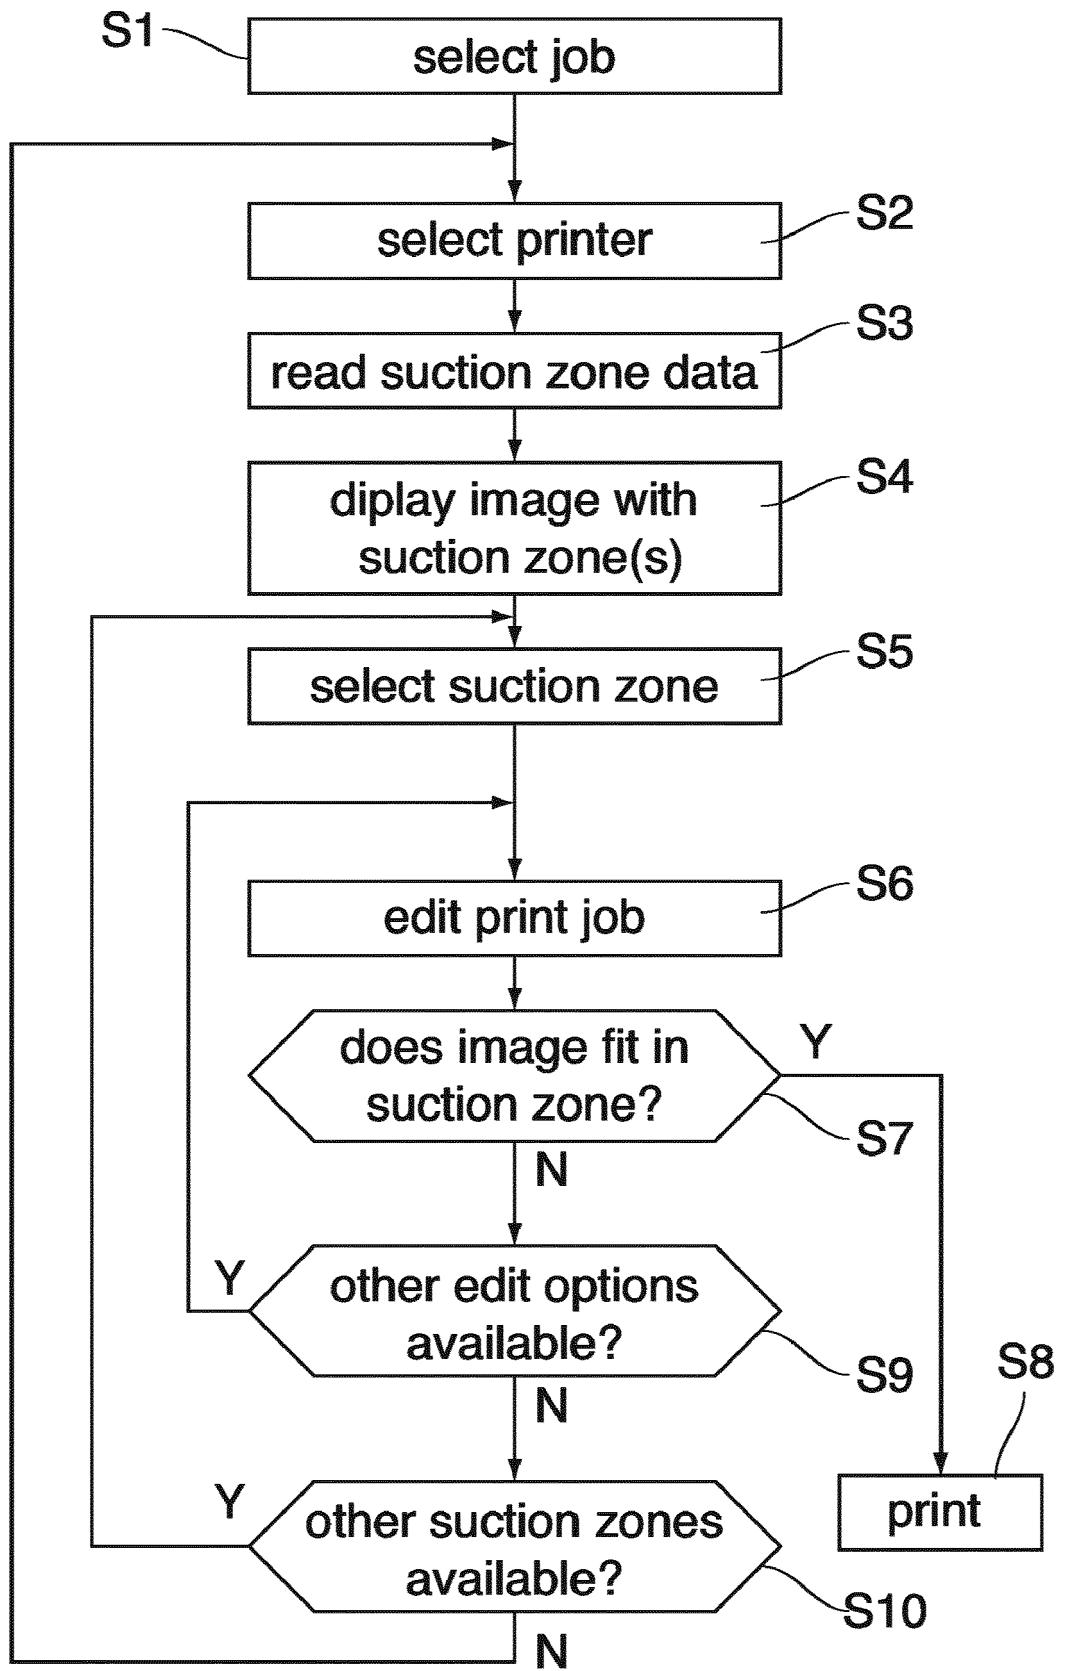 S1
select job
select printer
S2
S3
read suction zone data
diplay image with
suction zone(s)
S4
select suction zone
S5
edit print job
S6
does image fit in
suction zone?
Y
S7
N
other edit options
available?
Y
S9
N
S8
print
other suction zones
available?
Y
S10
N